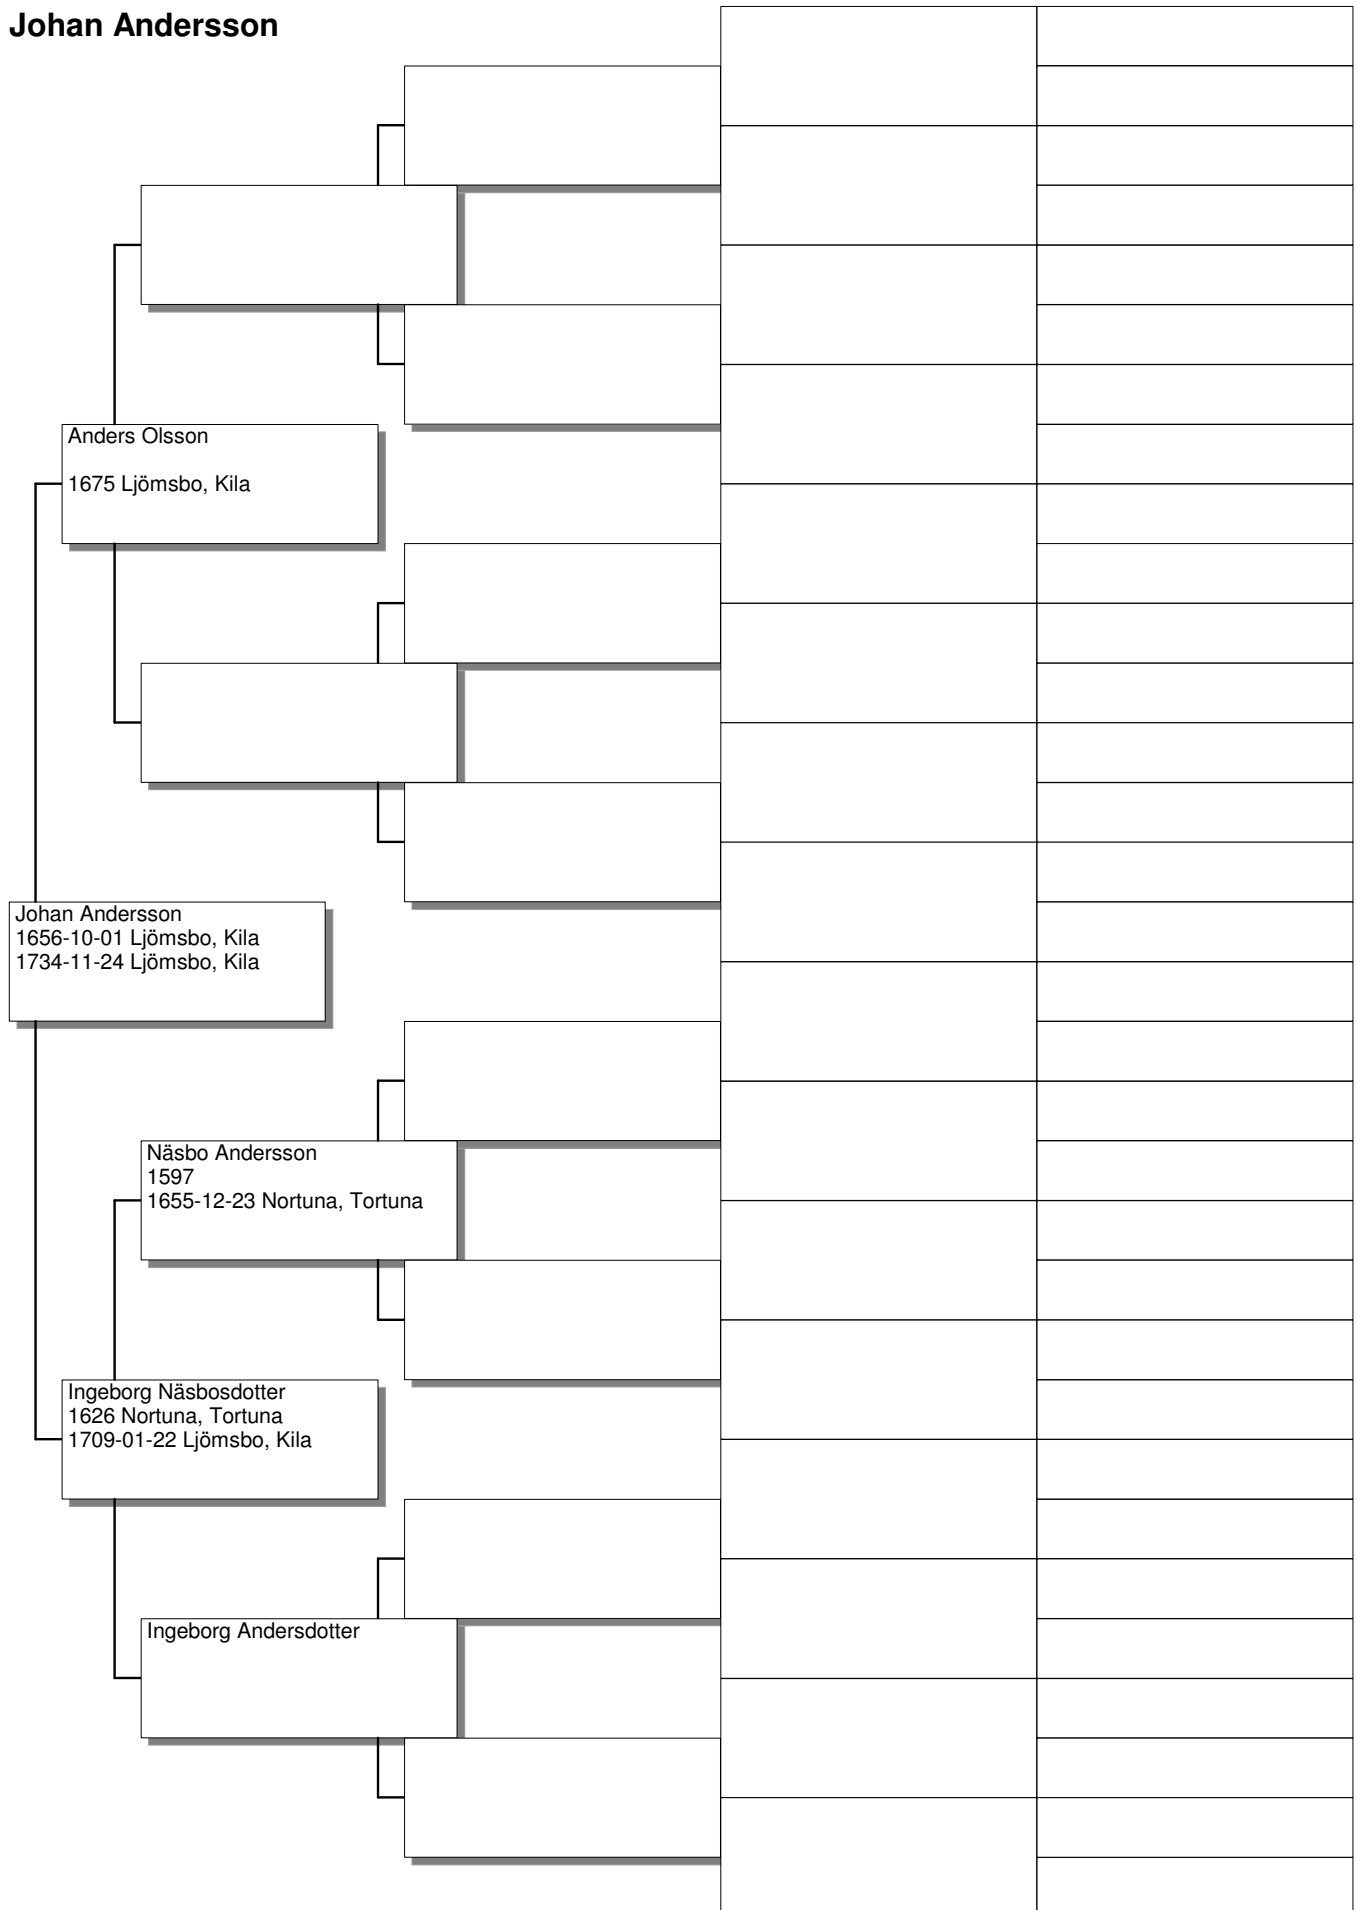 Johan Andersson
Anders Olsson
1675 Ljömsbo, Kila
Johan Andersson
1656-10-01 Ljömsbo, Kila
1734-11-24 Ljömsbo, Kila
Näsbo Andersson
1597
1655-12-23 Nortuna, Tortuna
Ingeborg Näsbosdotter
1626 Nortuna, Tortuna
1709-01-22 Ljömsbo, Kila
Ingeborg Andersdotter